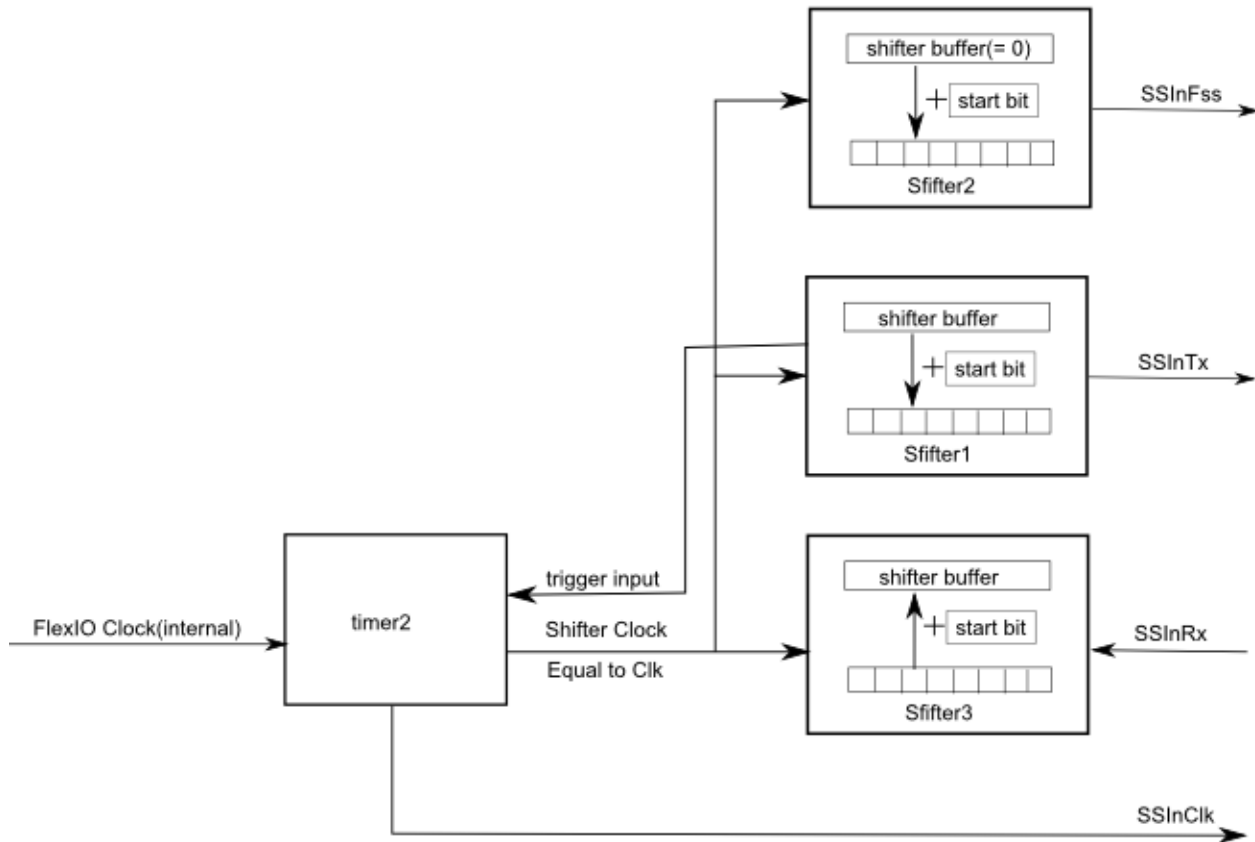 shifter buffer(= 0)
+ start bit
SSInFss
Sfifter2
shifter buffer
+ start bit
SSInTx
Sfifter1
trigger input
shifter buffer
FlexIO Clock(internal)
timer2
Shifter Clock
+ start bit
SSInRx
Equal to Clk
Sfifter3
SSInClk